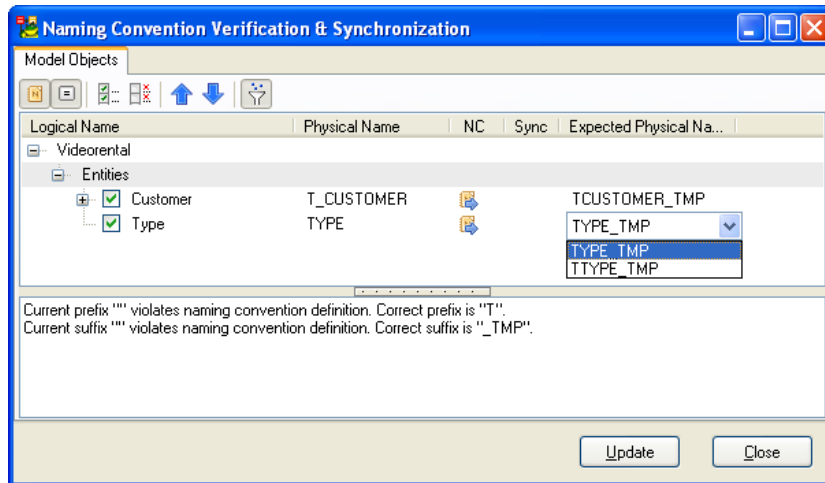 Naming Convention Verification & Synchronization
Model Objects
Logical Name Physical Name NC Sync Expected Physical Na...
Videorental
Entities
Customer T_CUSTOMER TCUSTOMER_TMP
Type TYPE TYPE_TMP
TYPE_TMP
TTYPE_TMP
Current prefix "" violates naming convention definition. Correct prefix is "T".
Current suffix "" violates naming convention definition. Correct suffix is "_TMP".
Update Close